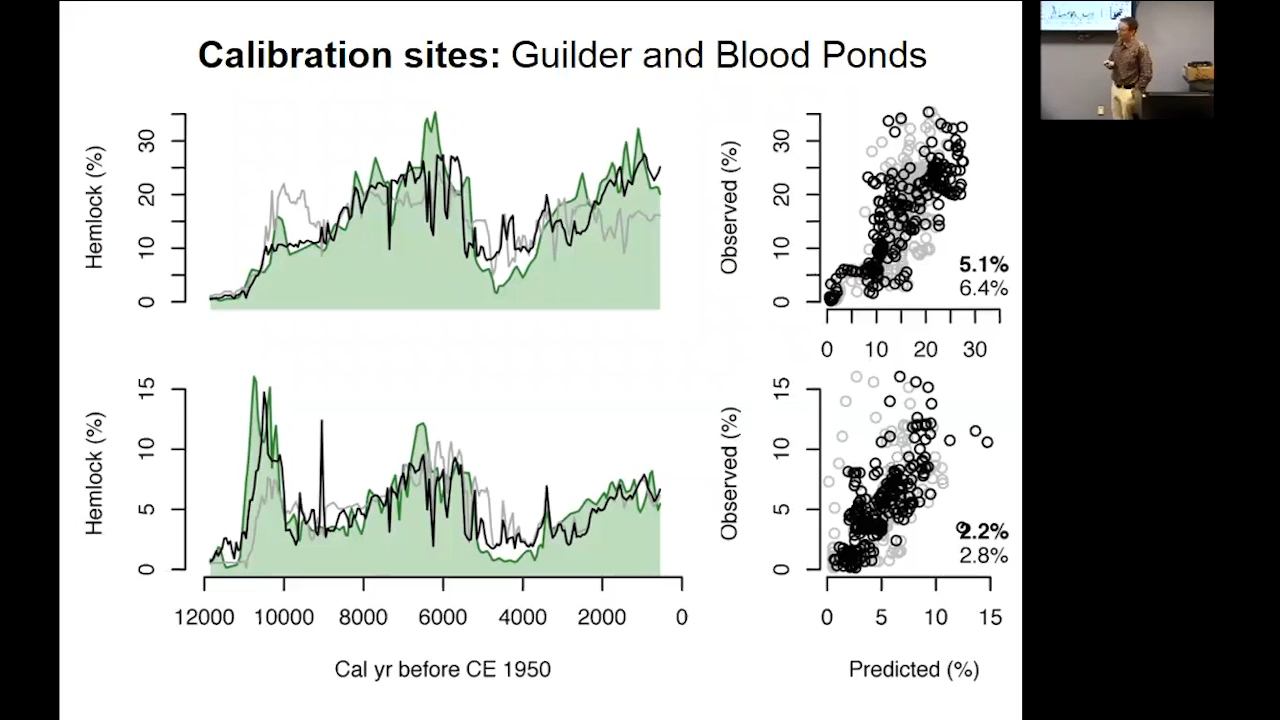 Calibration sites: Guilder and Blood Ponds
Hemlock (%)
0 10 20 30
Observed (%)
0 10 20 30
5.1%
6.4%
0 10 20 30
Hemlock (%)
0 5 10 15
Observed (%)
0 5 10 15
2.2%
2.8%
12000 10000 8000 6000 4000 2000 0
0 5 10 15
Cal yr before CE 1950
Predicted (%)